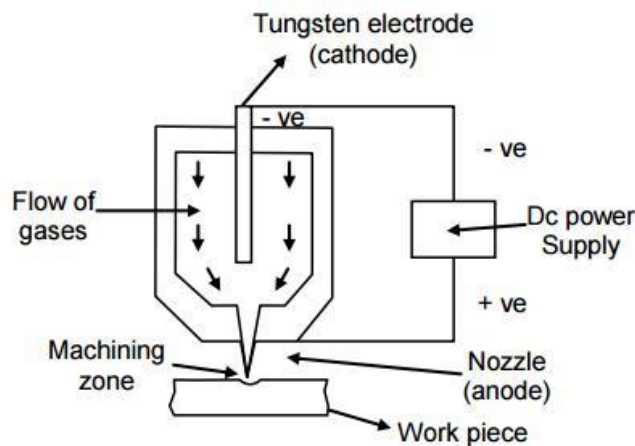 Tungsten electrode
(cathode)
- ve
- ve
Flow of
gases
Dc power
Supply
+ ve
Machining
zone
Nozzle
(anode)
Work piece